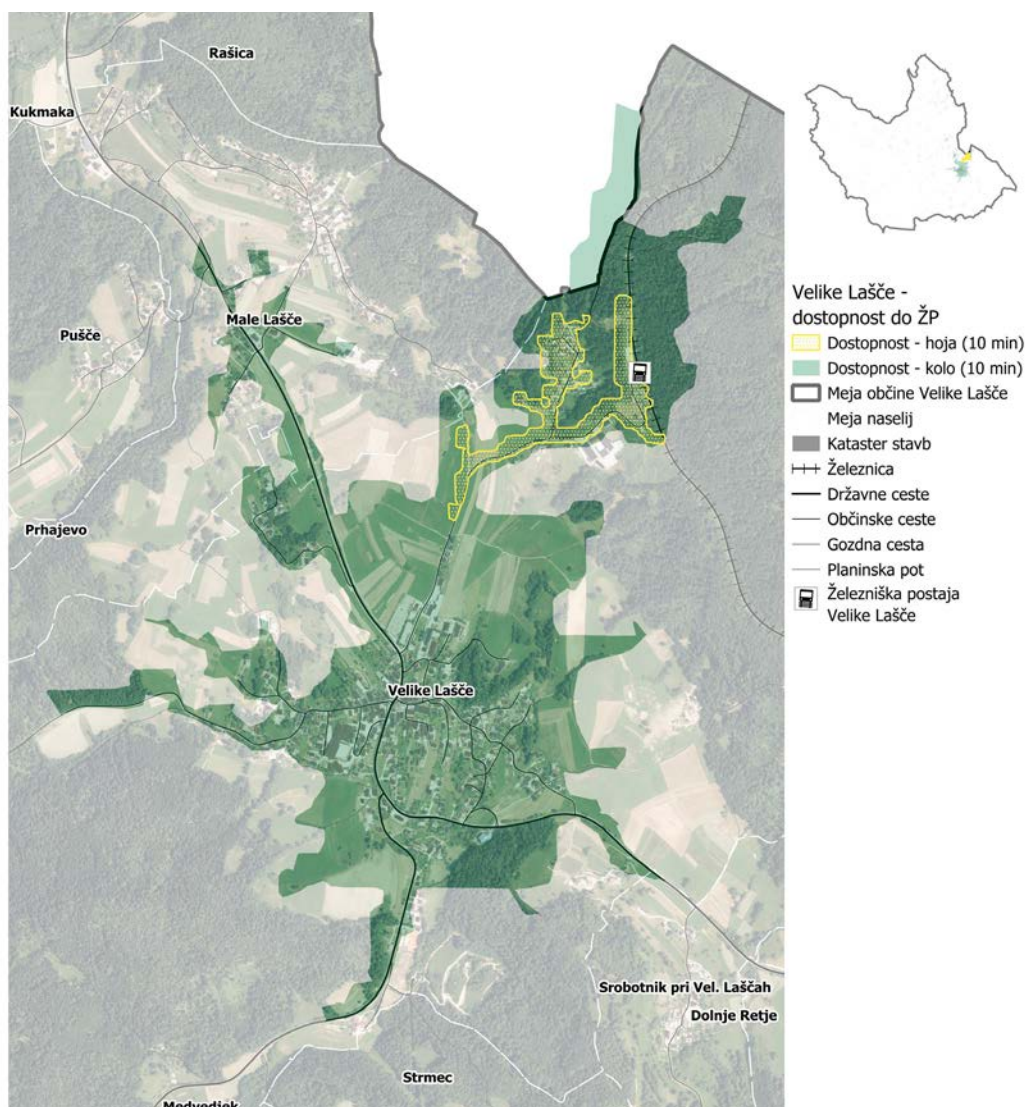 Rašica
Kukmaka
Male Lašče
Pušče
Prhajevo
Velike Lašče
Srobotnik pri Vel. Laščah
Dolnje Retje
Strmec
Medvedjek
Velike Lašče -
dostopnost do ŽP
Dostopnost - hoja (10 min)
Dostopnost - kolo (10 min)
Meja občine Velike Lašče
Meja naselij
Kataster stavb
Železnica
Državne ceste
Občinske ceste
Gozdna cesta
Planinska pot
Železniška postaja
Velike Lašče